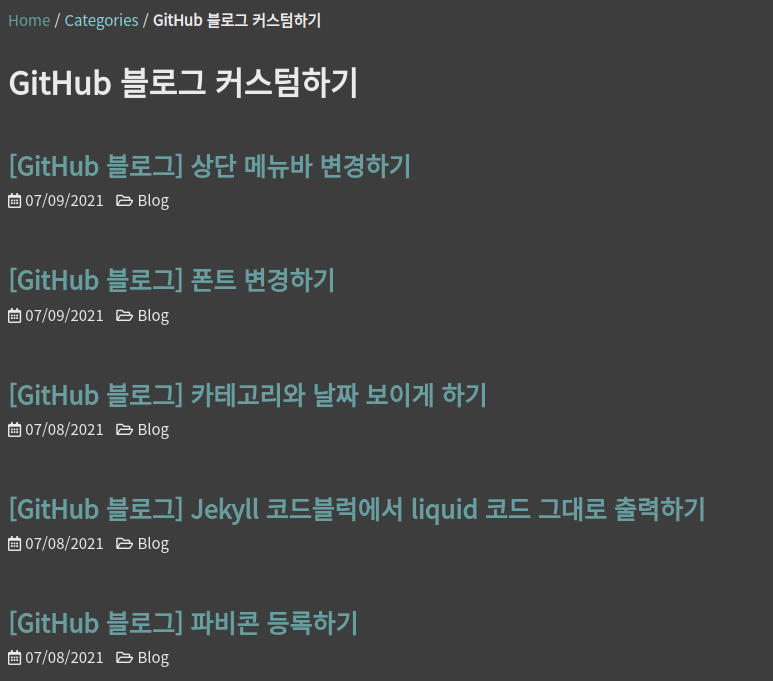 Home / Categories / GitHub 블로그 커스텀하기
GitHub 블로그 커스텀하기
[GitHub 블로그] 상단 메뉴바 변경하기
07/09/2021 Blog
[GitHub 블로그] 폰트 변경하기
07/09/2021 Blog
[GitHub 블로그] 카테고리와 날짜 보이게 하기
07/08/2021 Blog
[GitHub 블로그] Jekyll 코드블럭에서 liquid 코드 그대로 출력하기
07/08/2021 Blog
[GitHub 블로그] 파비콘 등록하기
07/08/2021 Blog